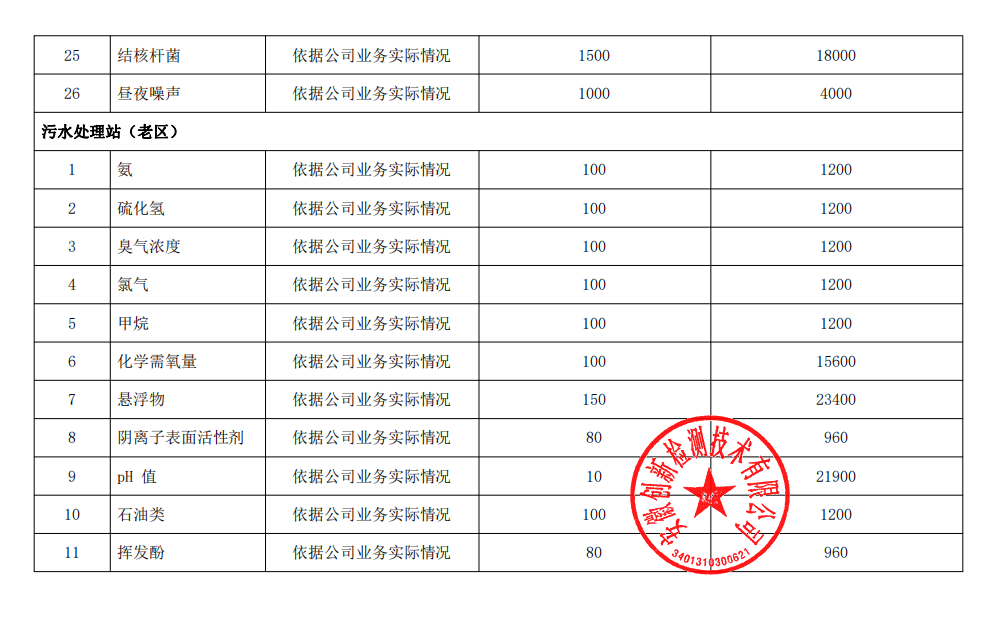 25 结核杆菌 依据公司业务实际情况 1500 18000
26 昼夜噪声 依据公司业务实际情况 1000 4000
污水处理站（老区）
1 氨 依据公司业务实际情况 100 1200
2 硫化氢 依据公司业务实际情况 100 1200
3 臭气浓度 依据公司业务实际情况 100 1200
4 氯气 依据公司业务实际情况 100 1200
5 甲烷 依据公司业务实际情况 100 1200
6 化学需氧量 依据公司业务实际情况 100 15600
7 悬浮物 依据公司业务实际情况 150 23400
8 阴离子表面活性剂 依据公司业务实际情况 80 960
9 pH 值 依据公司业务实际情况 10 21900
10 石油类 依据公司业务实际情况 100 1200
11 挥发酚 依据公司业务实际情况 80 960
安徽创新检测技术有限公司
3401310300621